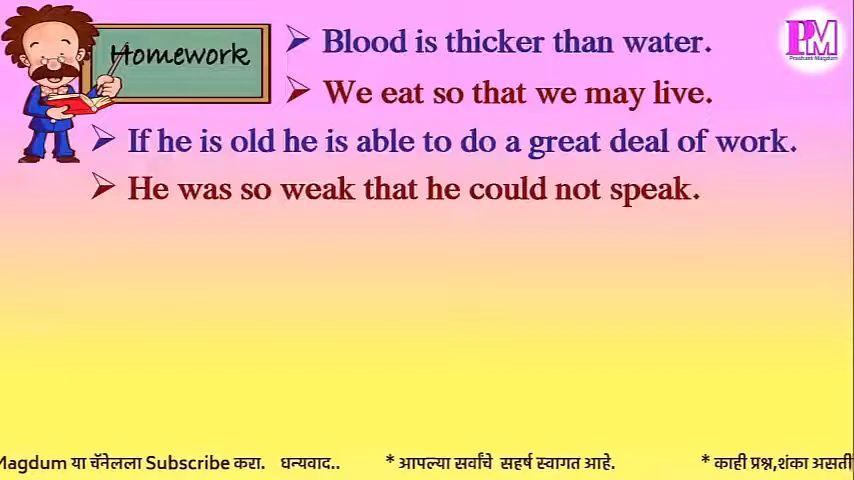 Homework
PM
Prashant Magdum
➢ Blood is thicker than water.
➢ We eat so that we may live.
➢ If he is old he is able to do a great deal of work.
➢ He was so weak that he could not speak.
Magdum या चॅनेलला Subscribe करा. धन्यवाद.. * आपल्या सर्वांचे सहर्ष स्वागत आहे. * काही प्रश्न,शंका असती